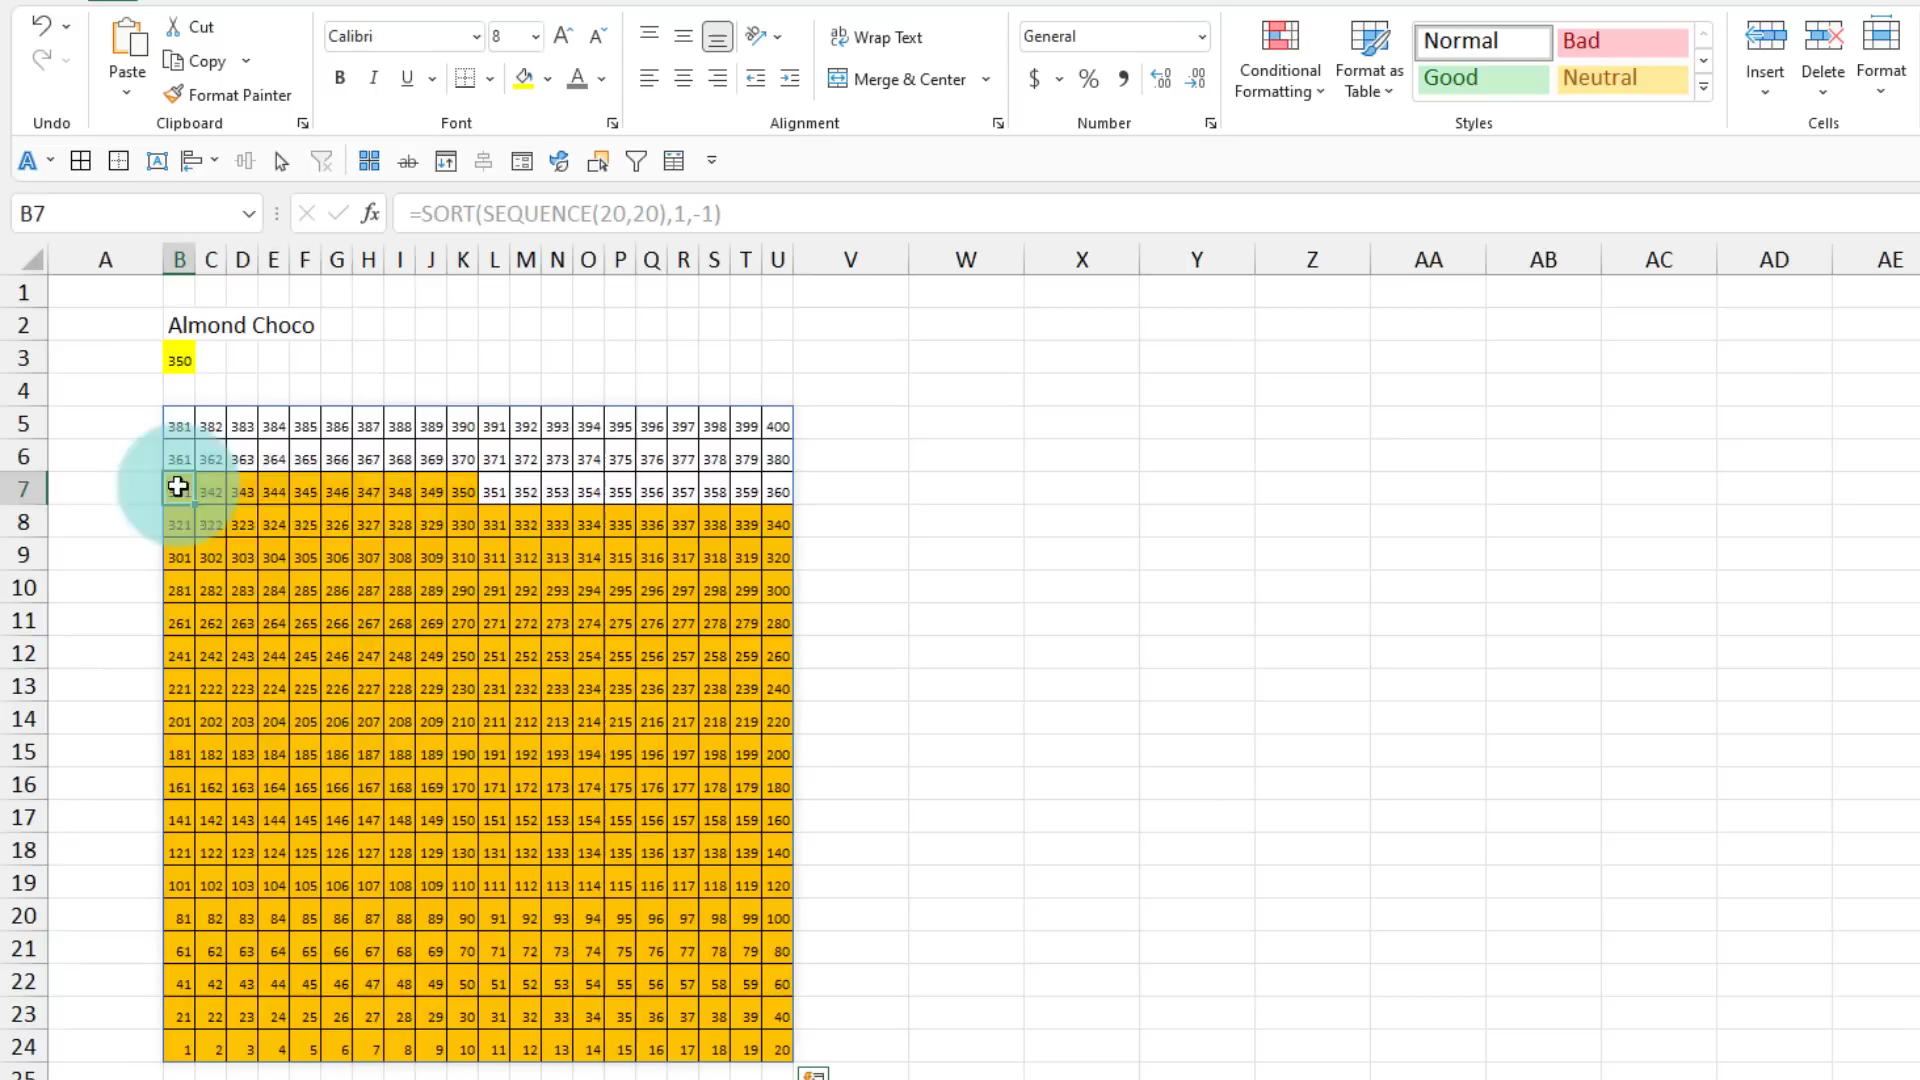 Cut
Calibri
8
Wrap Text
General
Normal
Bad
Paste
Copy
Conditional Formatting
Format as Table
Insert
Delete
Format
B I U
Merge & Center
$ % 9
Good
Neutral
Format Painter
Undo
Clipboard
Font
Alignment
Number
Styles
Cells
B7
fx
=SORT(SEQUENCE(20,20),1,-1)
A B C D E F G H I J K L M N O P Q R S T U V W X Y Z AA AB AC AD AE
1
2 Almond Choco
3 350
4
5 381 382 383 384 385 386 387 388 389 390 391 392 393 394 395 396 397 398 399 400
6 361 362 363 364 365 366 367 368 369 370 371 372 373 374 375 376 377 378 379 380
7 342 343 344 345 346 347 348 349 350 351 352 353 354 355 356 357 358 359 360
8 321 322 323 324 325 326 327 328 329 330 331 332 333 334 335 336 337 338 339 340
9 301 302 303 304 305 306 307 308 309 310 311 312 313 314 315 316 317 318 319 320
10 281 282 283 284 285 286 287 288 289 290 291 292 293 294 295 296 297 298 299 300
11 261 262 263 264 265 266 267 268 269 270 271 272 273 274 275 276 277 278 279 280
12 241 242 243 244 245 246 247 248 249 250 251 252 253 254 255 256 257 258 259 260
13 221 222 223 224 225 226 227 228 229 230 231 232 233 234 235 236 237 238 239 240
14 201 202 203 204 205 206 207 208 209 210 211 212 213 214 215 216 217 218 219 220
15 181 182 183 184 185 186 187 188 189 190 191 192 193 194 195 196 197 198 199 200
16 161 162 163 164 165 166 167 168 169 170 171 172 173 174 175 176 177 178 179 180
17 141 142 143 144 145 146 147 148 149 150 151 152 153 154 155 156 157 158 159 160
18 121 122 123 124 125 126 127 128 129 130 131 132 133 134 135 136 137 138 139 140
19 101 102 103 104 105 106 107 108 109 110 111 112 113 114 115 116 117 118 119 120
20 81 82 83 84 85 86 87 88 89 90 91 92 93 94 95 96 97 98 99 100
21 61 62 63 64 65 66 67 68 69 70 71 72 73 74 75 76 77 78 79 80
22 41 42 43 44 45 46 47 48 49 50 51 52 53 54 55 56 57 58 59 60
23 21 22 23 24 25 26 27 28 29 30 31 32 33 34 35 36 37 38 39 40
24 1 2 3 4 5 6 7 8 9 10 11 12 13 14 15 16 17 18 19 20